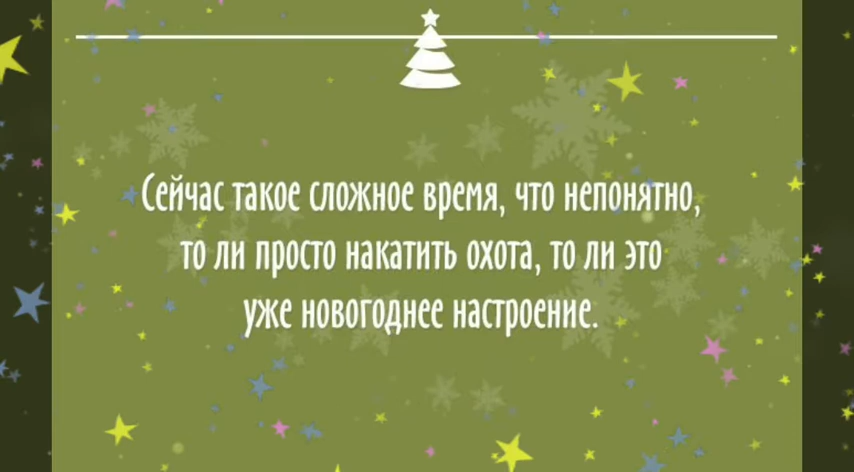 Сейчас такое сложное время, что непонятно,
то ли просто накатить охота, то ли это
уже новогоднее настроение.